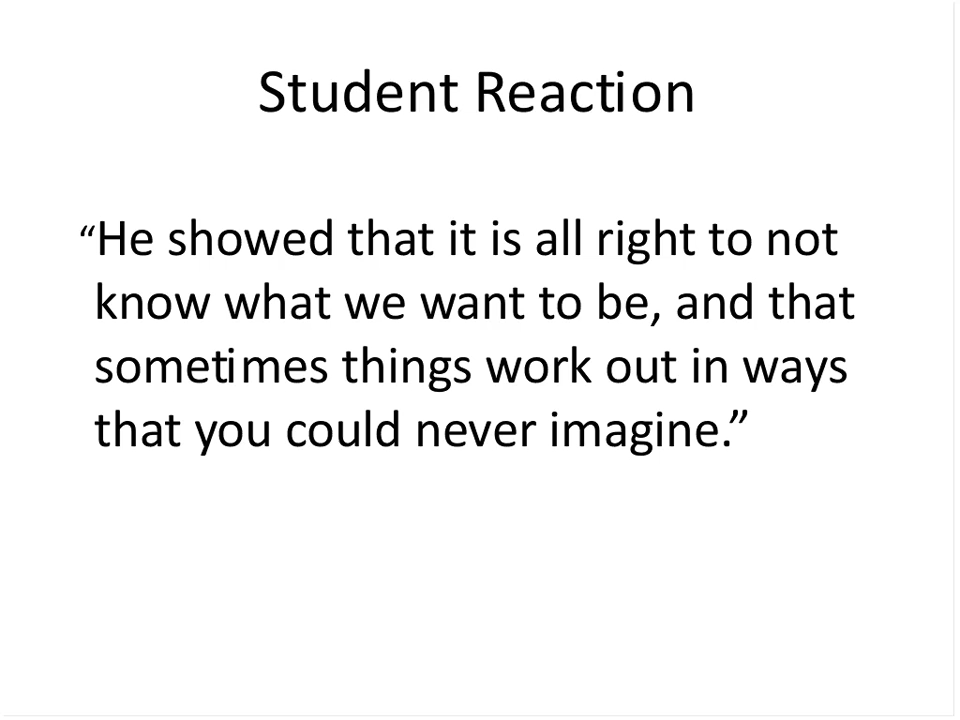 Student Reaction
“He showed that it is all right to not
know what we want to be, and that
sometimes things work out in ways
that you could never imagine.”